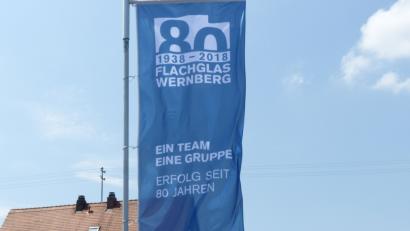 80
1938 – 2018
FLACHGLAS
WERNBERG
EIN TEAM
EINE GRUPPE
ERFOLG SEIT
80 JAHREN